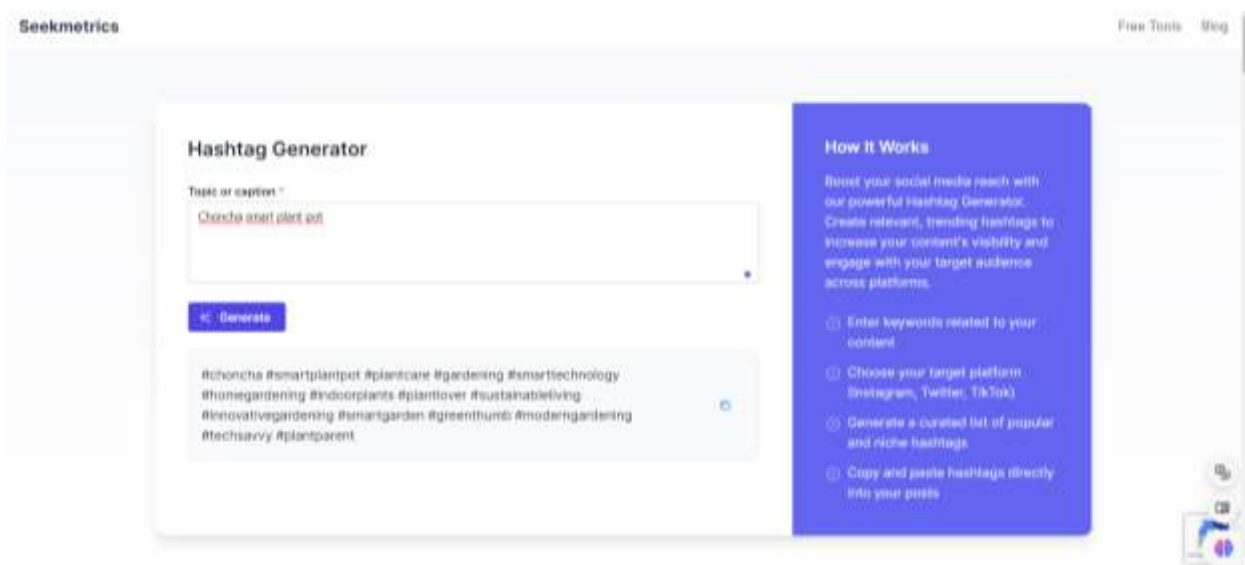 Seekmetrics
Free Tools Blog
Hashtag Generator
Topic or caption *
Choncha smart plant pot
Generate
#choncha #smartplantpot #plantcare #gardening #smarttechnology
#homegardening #indoorplants #plantlover #sustainableliving
#innovativegardening #smartgarden #greenthumb #moderngardening
#techsavvy #plantparent
How It Works
Boost your social media reach with
our powerful Hashtag Generator.
Create relevant, trending hashtags to
increase your content's visibility and
engage with your target audience
across platforms.
Enter keywords related to your
content
Choose your target platform
(Instagram, Twitter, TikTok)
Generate a curated list of popular
and niche hashtags
Copy and paste hashtags directly
into your posts